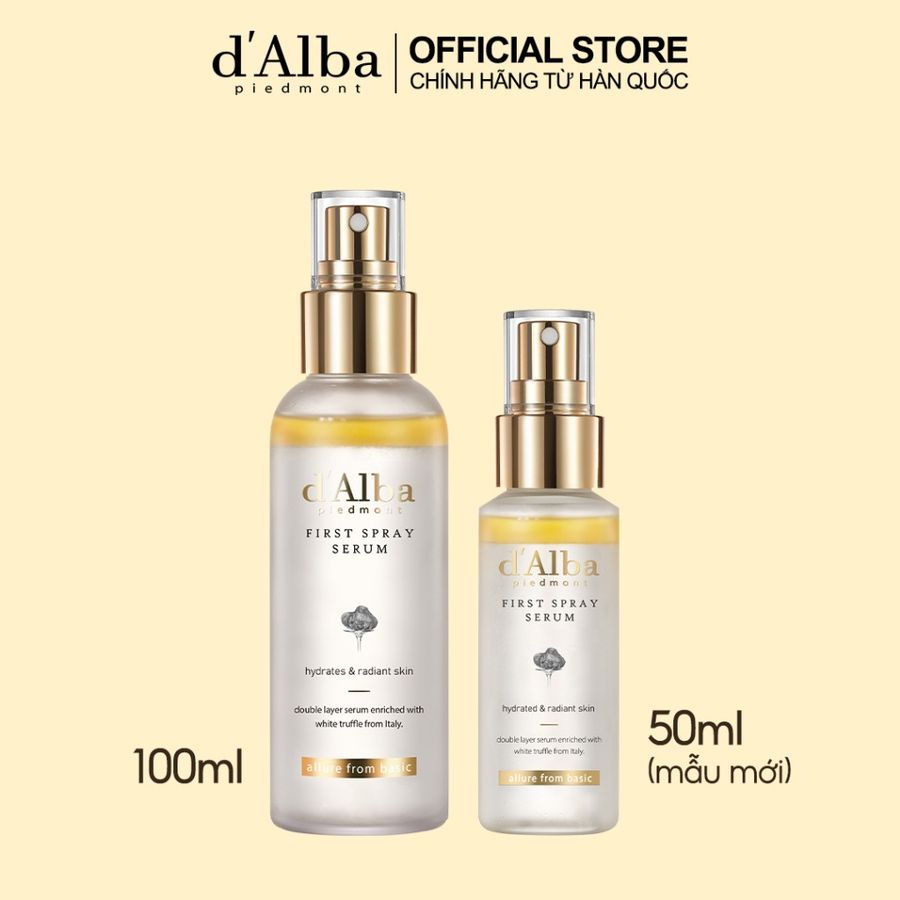 d'Alba
piedmont
OFFICIAL STORE
CHÍNH HÃNG TỪ HÀN QUỐC
d'Alba
piedmont
FIRST SPRAY
SERUM
hydrates & radiant skin
double layer serum enriched with
white truffle from Italy.
allure from basic
100ml
d'Alba
piedmont
FIRST SPRAY
SERUM
hydrated & radiant skin
double layer serum enriched with
white truffle from Italy.
allure from basic
50ml
(mẫu mới)